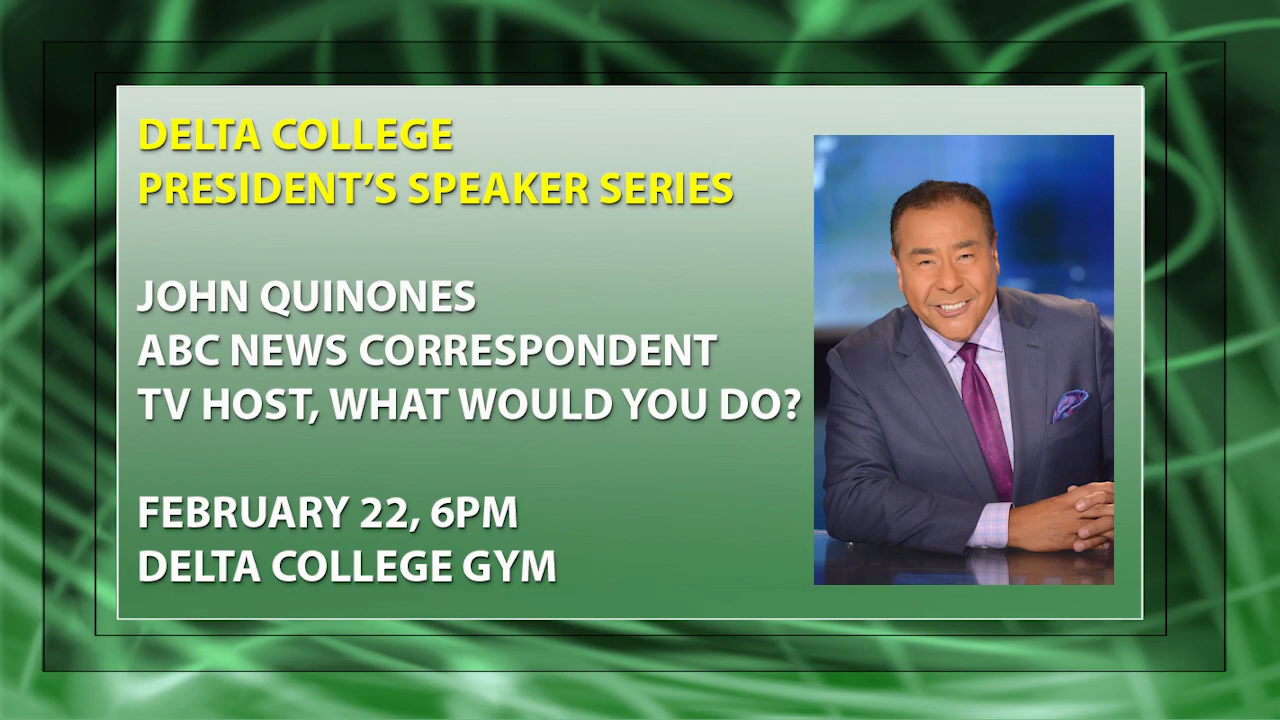 DELTA COLLEGE
PRESIDENT’S SPEAKER SERIES
JOHN QUINONES
ABC NEWS CORRESPONDENT
TV HOST, WHAT WOULD YOU DO?
FEBRUARY 22, 6PM
DELTA COLLEGE GYM